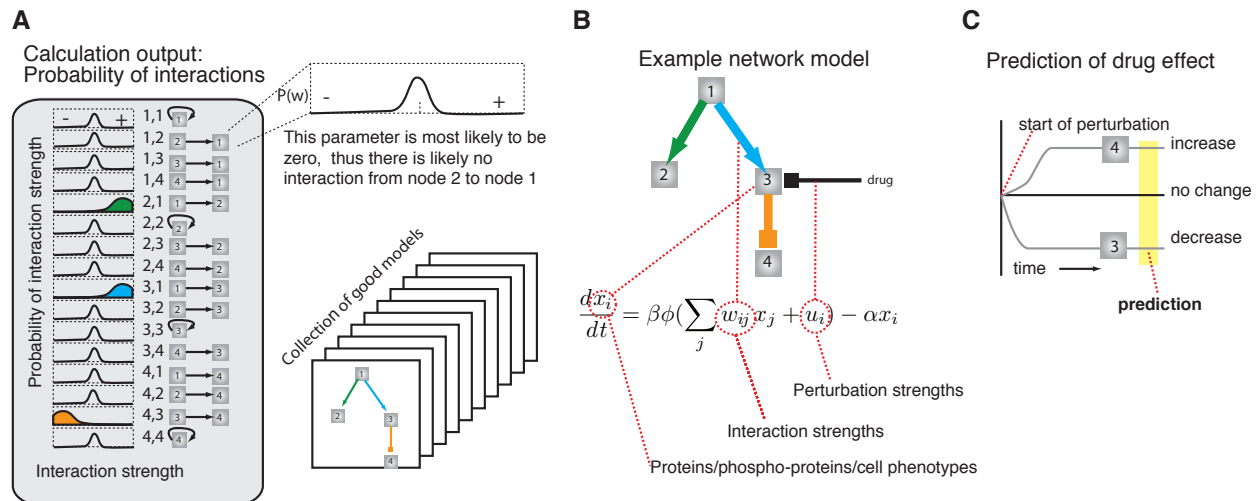 A
Calculation output:
Probability of interactions
Probability of interaction strength
- +
1,1 1
1,2 2 1
1,3 3 1
1,4 4 1
2,1 1 2
2,2 2
2,3 3 2
2,4 4 2
3,1 1 3
3,2 2 3
3,3 3
3,4 4 3
4,1 1 4
4,2 2 4
4,3 3 4
4,4 4
Interaction strength
P(w) - +
This parameter is most likely to be
zero, thus there is likely no
interaction from node 2 to node 1
Collection of good models
1
2 3
4
B
Example network model
1
2 3 drug
4
dx_i/dt = βϕ(∑_j w_ij x_j + u_i) − αx_i
Perturbation strengths
Interaction strengths
Proteins/phospho-proteins/cell phenotypes
C
Prediction of drug effect
start of perturbation
4 increase
no change
3 decrease
time
prediction